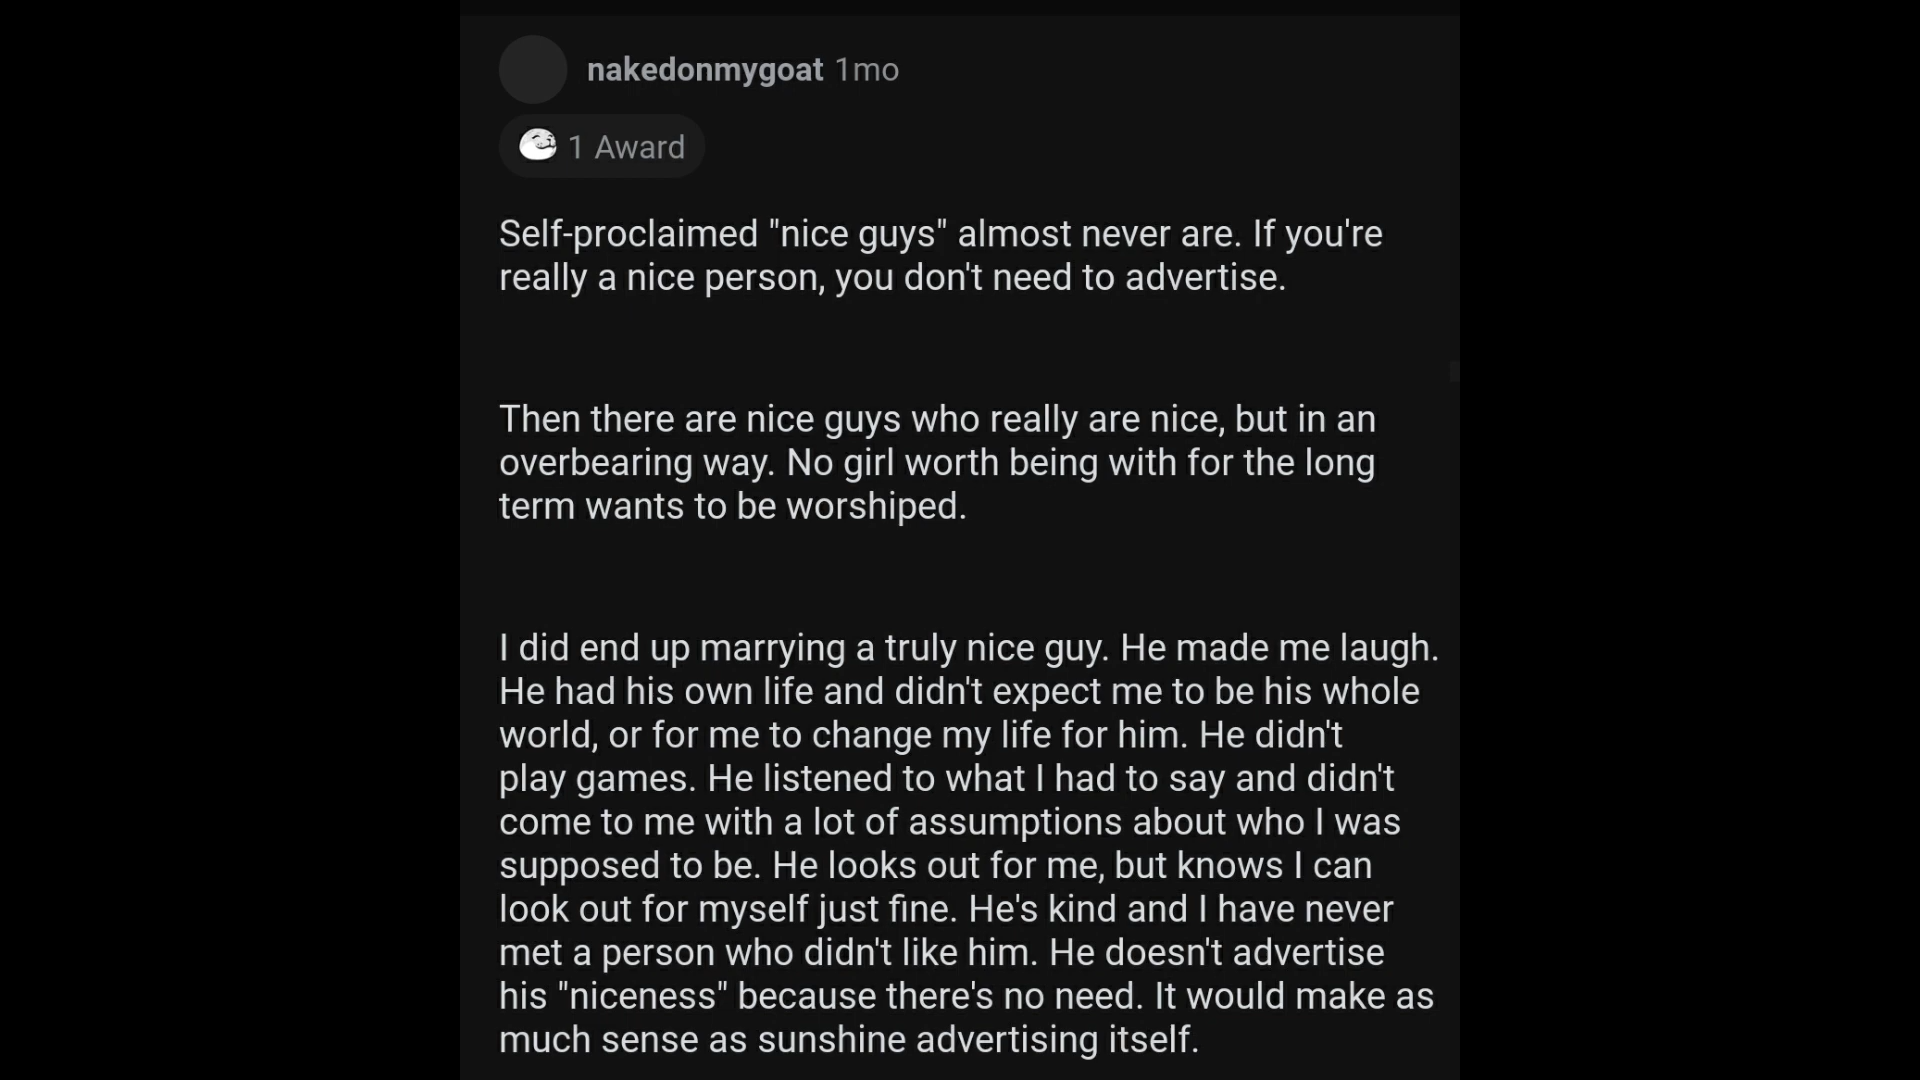 nakedonmygoat 1mo
1 Award
Self-proclaimed "nice guys" almost never are. If you're
really a nice person, you don't need to advertise.
Then there are nice guys who really are nice, but in an
overbearing way. No girl worth being with for the long
term wants to be worshiped.
I did end up marrying a truly nice guy. He made me laugh.
He had his own life and didn't expect me to be his whole
world, or for me to change my life for him. He didn't
play games. He listened to what I had to say and didn't
come to me with a lot of assumptions about who I was
supposed to be. He looks out for me, but knows I can
look out for myself just fine. He's kind and I have never
met a person who didn't like him. He doesn't advertise
his "niceness" because there's no need. It would make as
much sense as sunshine advertising itself.